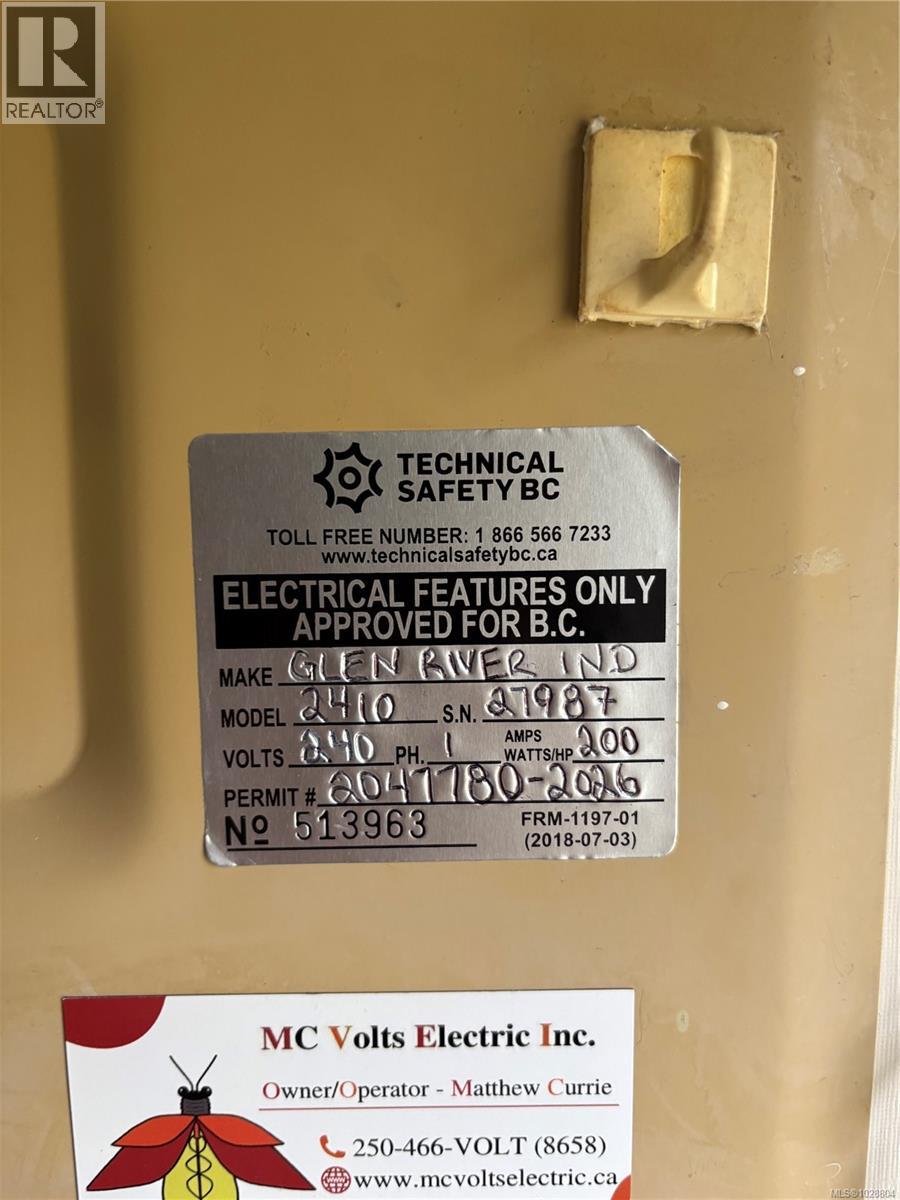 R
REALTOR®
TECHNICAL
SAFETY BC
TOLL FREE NUMBER: 1 866 566 7233
www.technicalsafetybc.ca
ELECTRICAL FEATURES ONLY
APPROVED FOR B.C.
MAKE GLEN RIVER IND
MODEL 2410 S.N. 27987
VOLTS 240 PH. 1 AMPS WATTS/HP 200
PERMIT # 2047780-2026
Nº 513963 FRM-1197-01
(2018-07-03)
MC Volts Electric Inc.
Owner/Operator - Matthew Currie
250-466-VOLT (8658)
www.mcvoltselectric.ca
MLS®1028804